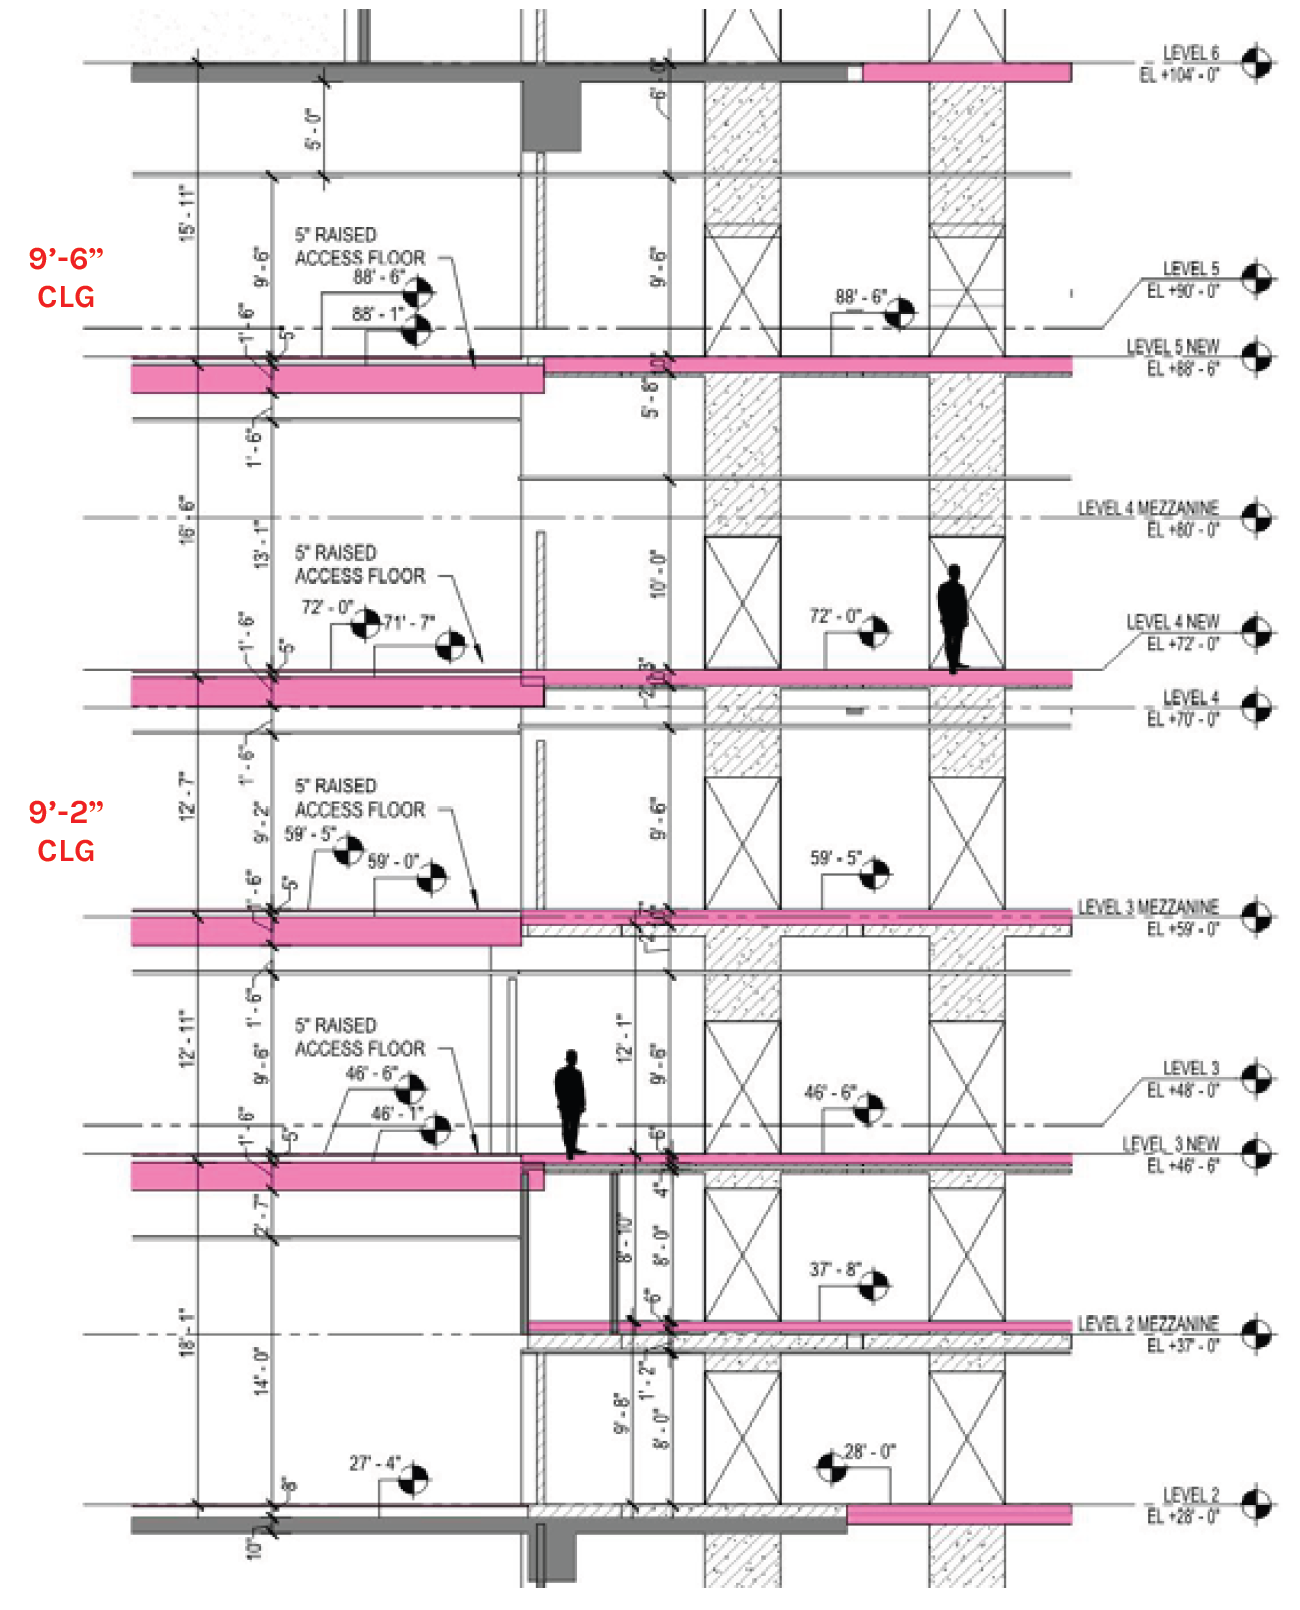 LEVEL 6
EL +104' - 0"
6' - 0"
5' - 0"
15' - 11"
9'-6”
CLG
5" RAISED
ACCESS FLOOR
9' - 6"
9' - 6"
88' - 6"
88' - 1"
88' - 6"
LEVEL 5
EL +90' - 0"
1' - 6"
5"
LEVEL 5 NEW
EL +88' - 6"
5' - 6"
1' - 6"
16' - 6"
LEVEL 4 MEZZANINE
EL +80' - 0"
13' - 1"
5" RAISED
ACCESS FLOOR
10' - 0"
72' - 0"
71' - 7"
72' - 0"
1' - 6"
5"
LEVEL 4 NEW
EL +72' - 0"
LEVEL 4
EL +70' - 0"
1' - 6"
12' - 7"
9'-2”
CLG
5" RAISED
ACCESS FLOOR
9' - 2"
9' - 6"
59' - 5"
59' - 0"
59' - 5"
1' - 6"
5"
LEVEL 3 MEZZANINE
EL +59' - 0"
1' - 6"
12' - 11"
5" RAISED
ACCESS FLOOR
9' - 6"
12' - 1"
9' - 6"
46' - 6"
46' - 1"
46' - 6"
LEVEL 3
EL +48' - 0"
1' - 6"
5"
6"
LEVEL 3 NEW
EL +46' - 6"
4"
2' - 7"
8' - 10"
8' - 0"
37' - 8"
6"
LEVEL 2 MEZZANINE
EL +37' - 0"
18' - 1"
14' - 0"
1' - 2"
9' - 8"
8' - 0"
27' - 4"
28' - 0"
8"
LEVEL 2
EL +28' - 0"
10"